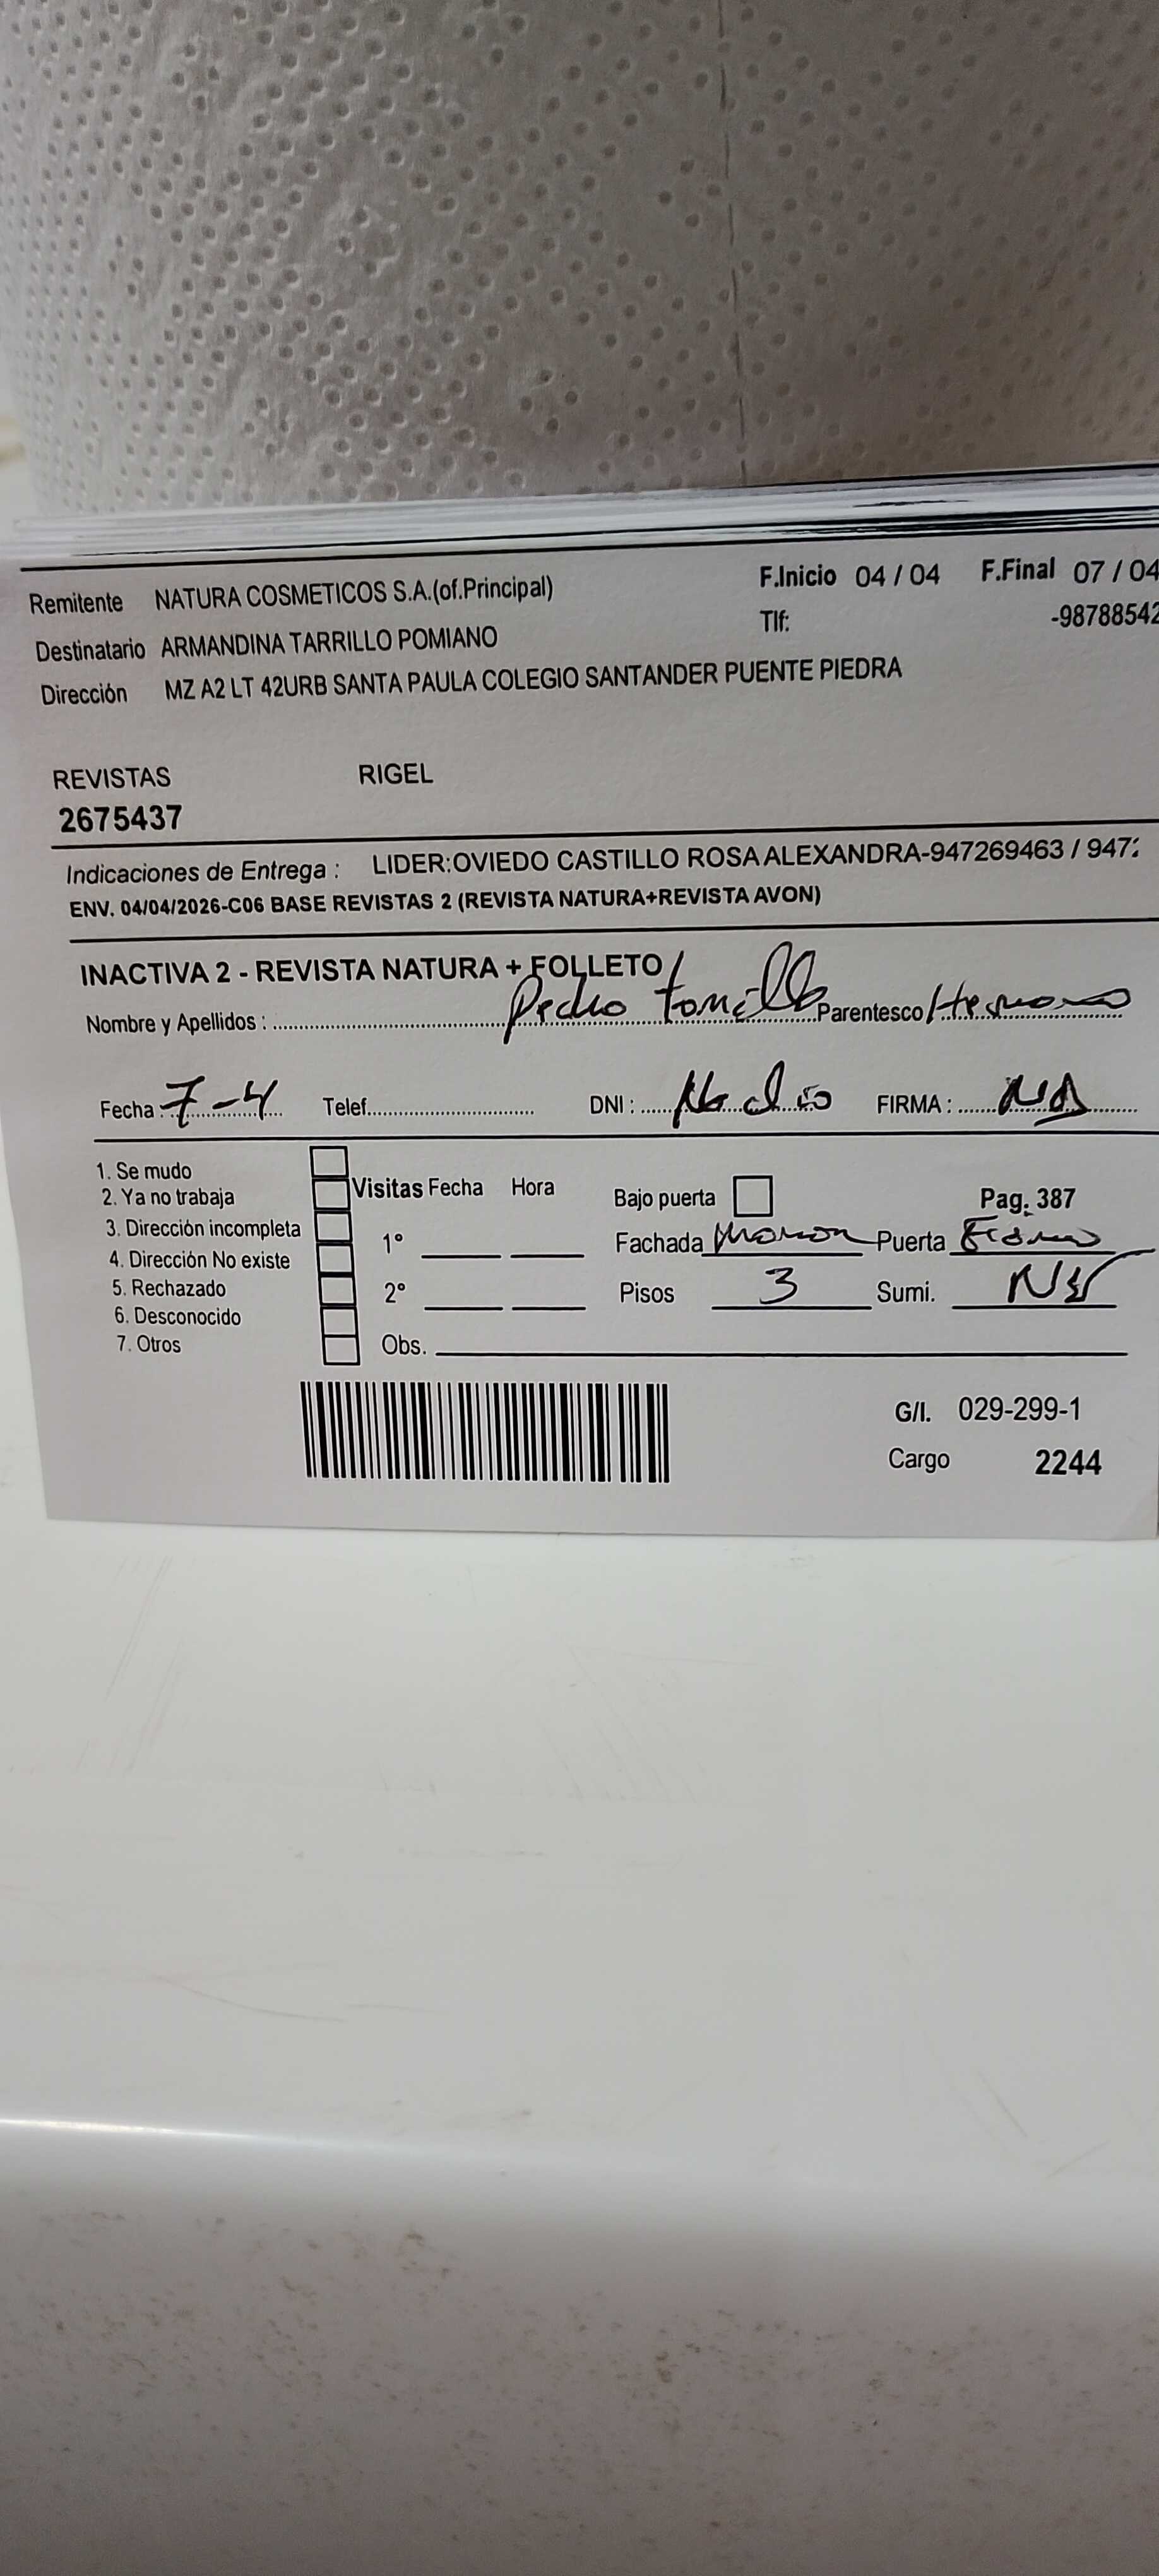 Remitente NATURA COSMETICOS S.A.(of.Principal) F.Inicio 04 / 04 F.Final 07 / 04
Tlf: -98788542
Destinatario ARMANDINA TARRILLO POMIANO
Dirección MZ A2 LT 42URB SANTA PAULA COLEGIO SANTANDER PUENTE PIEDRA
REVISTAS RIGEL
2675437
Indicaciones de Entrega : LIDER:OVIEDO CASTILLO ROSA ALEXANDRA-947269463 / 947
ENV. 04/04/2026-C06 BASE REVISTAS 2 (REVISTA NATURA+REVISTA AVON)
INACTIVA 2 - REVISTA NATURA + FOLLETO /
Nombre y Apellidos : Pedro Parentesco Hermano
Fecha : 7-4 Telef. DNI : No dio FIRMA :
1. Se mudo
2. Ya no trabaja Visitas Fecha Hora Bajo puerta Pag. 387
3. Dirección incompleta 1° Fachada Puerta
4. Dirección No existe
5. Rechazado 2° Pisos 3 Sumi.
6. Desconocido
7. Otros Obs.
G/I. 029-299-1
Cargo 2244